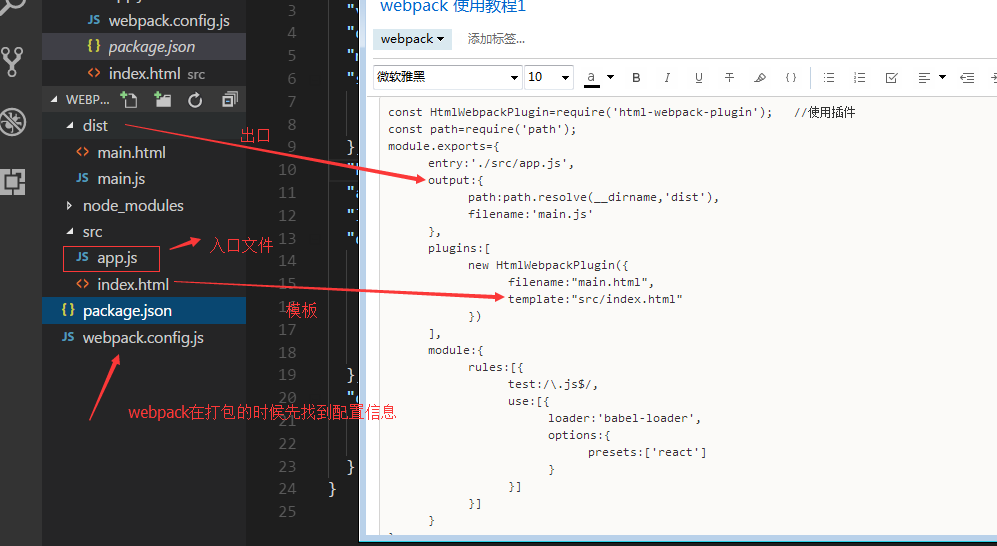 JS webpack.config.js
{} package.json
<> index.html src
WEBP...
dist
<> main.html
JS main.js
node_modules
src
JS app.js
<> index.html
{} package.json
JS webpack.config.js
出口
入口文件
模板
webpack在打包的时候先找到配置信息
3
4
5
6
7
8
9
10
11
12
13
14
15
17
18
19
20
21
22
23
24
25
}
webpack 使用教程1
webpack
添加标签...
微软雅黑
10
a
B
I
U
const HtmlWebpackPlugin=require('html-webpack-plugin'); //使用插件
const path=require('path');
module.exports={
entry:'./src/app.js',
output:{
path:path.resolve(__dirname,'dist'),
filename:'main.js'
},
plugins:[
new HtmlWebpackPlugin({
filename:"main.html",
template:"src/index.html"
})
],
module:{
rules:[{
test:/\.js$/,
use:[{
loader:'babel-loader',
options:{
presets:['react']
}
}]
}]
}